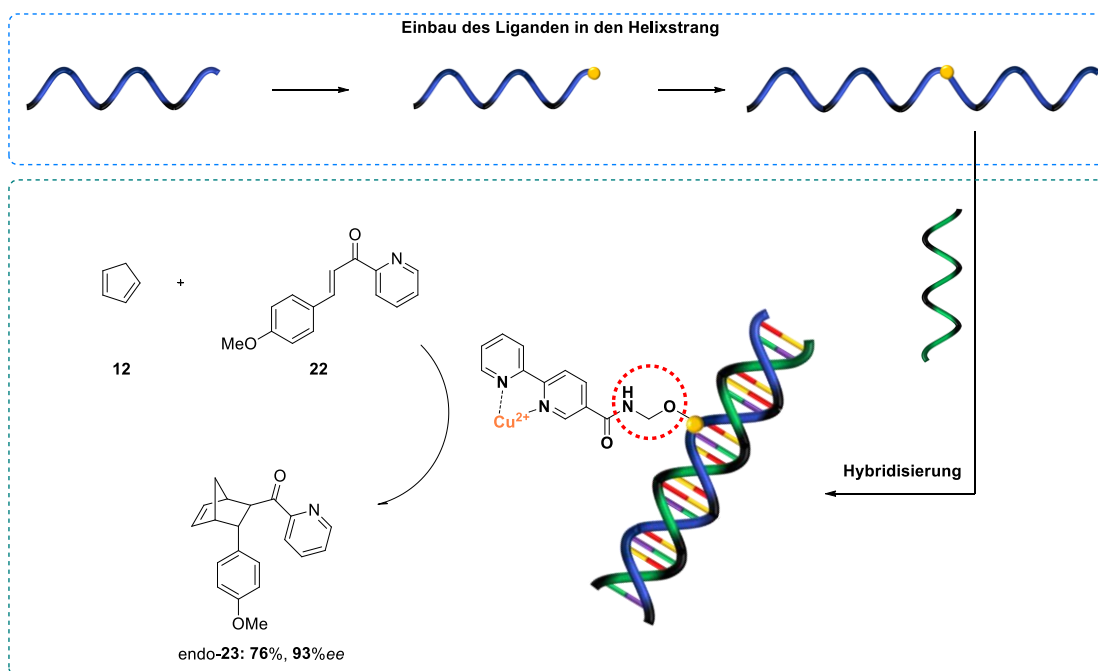 Einbau des Liganden in den Helixstrang
O
N
+
MeO
12
22
N
N
Cu2+
H
N
O
O
Hybridisierung
O
N
OMe
endo-23: 76%, 93%ee